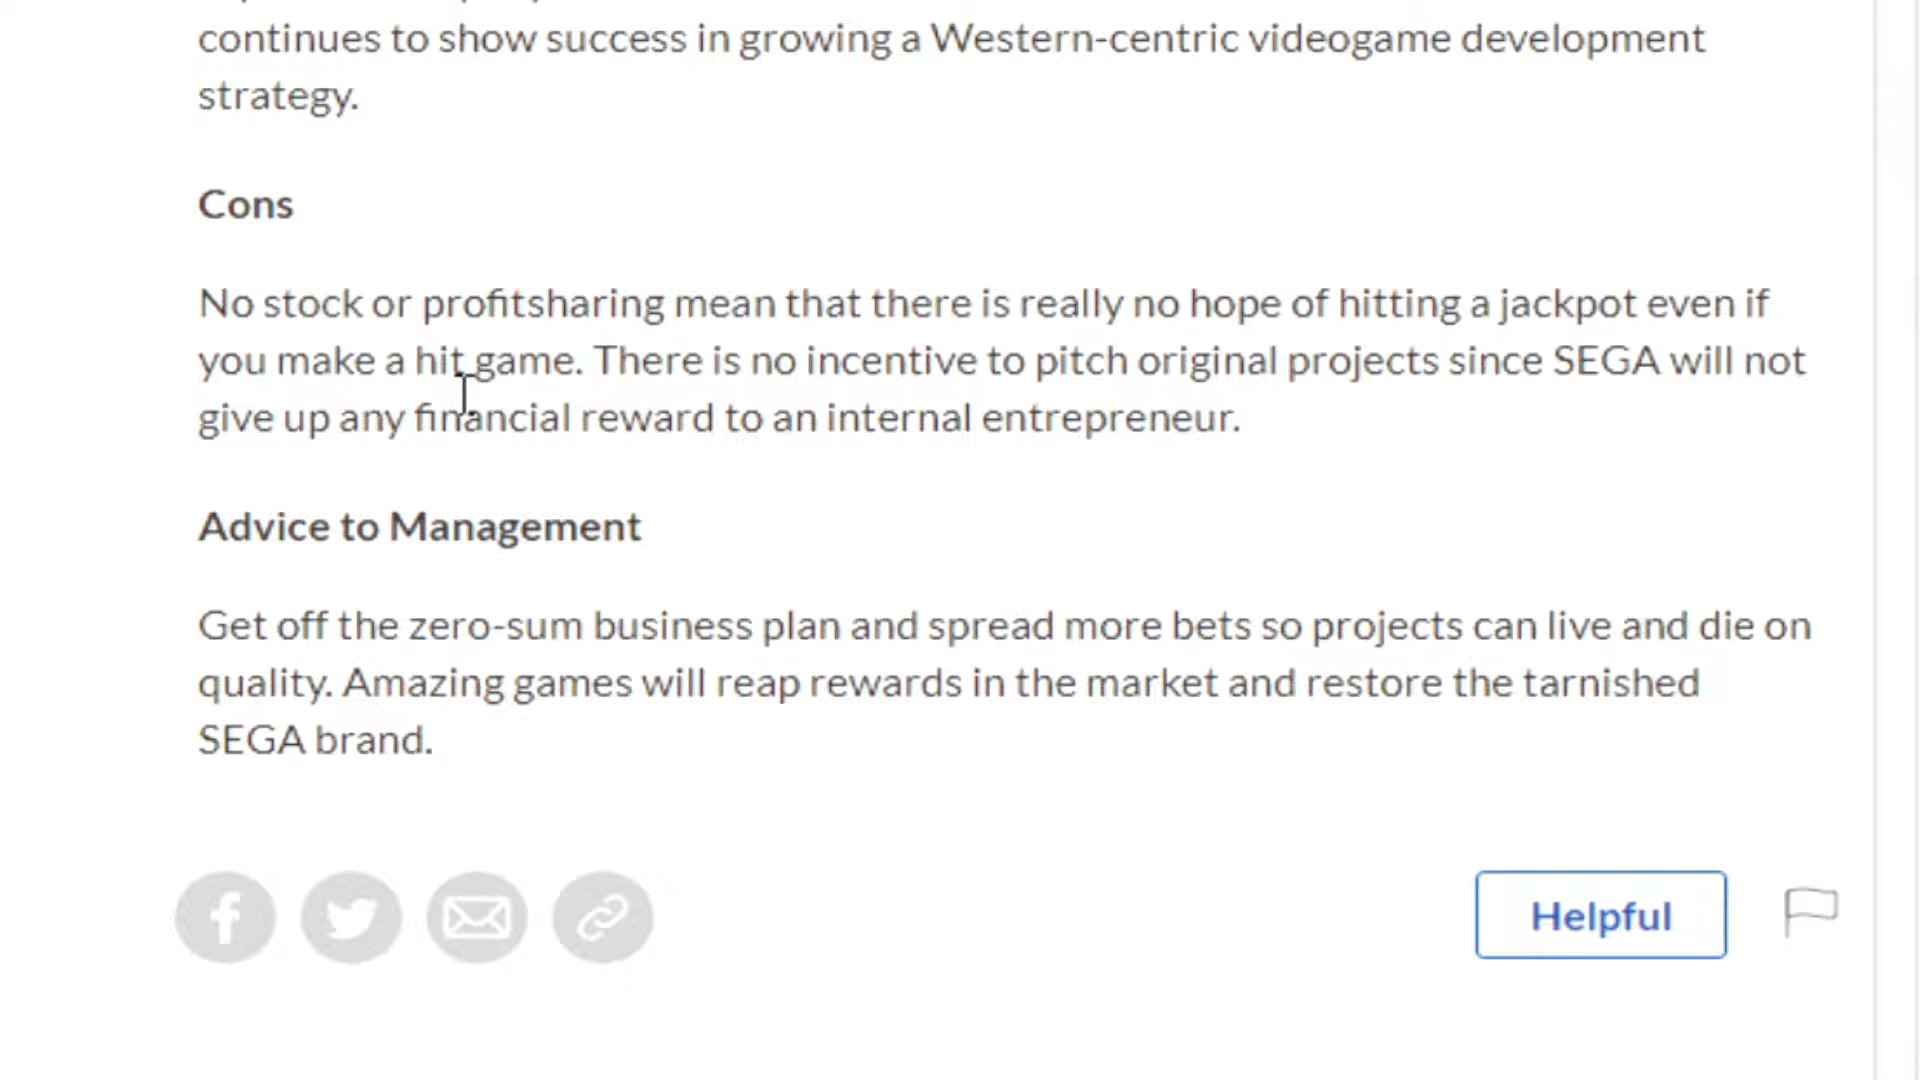 continues to show success in growing a Western-centric videogame development
strategy.
Cons
No stock or profitsharing mean that there is really no hope of hitting a jackpot even if
you make a hit game. There is no incentive to pitch original projects since SEGA will not
give up any financial reward to an internal entrepreneur.
Advice to Management
Get off the zero-sum business plan and spread more bets so projects can live and die on
quality. Amazing games will reap rewards in the market and restore the tarnished
SEGA brand.
Helpful